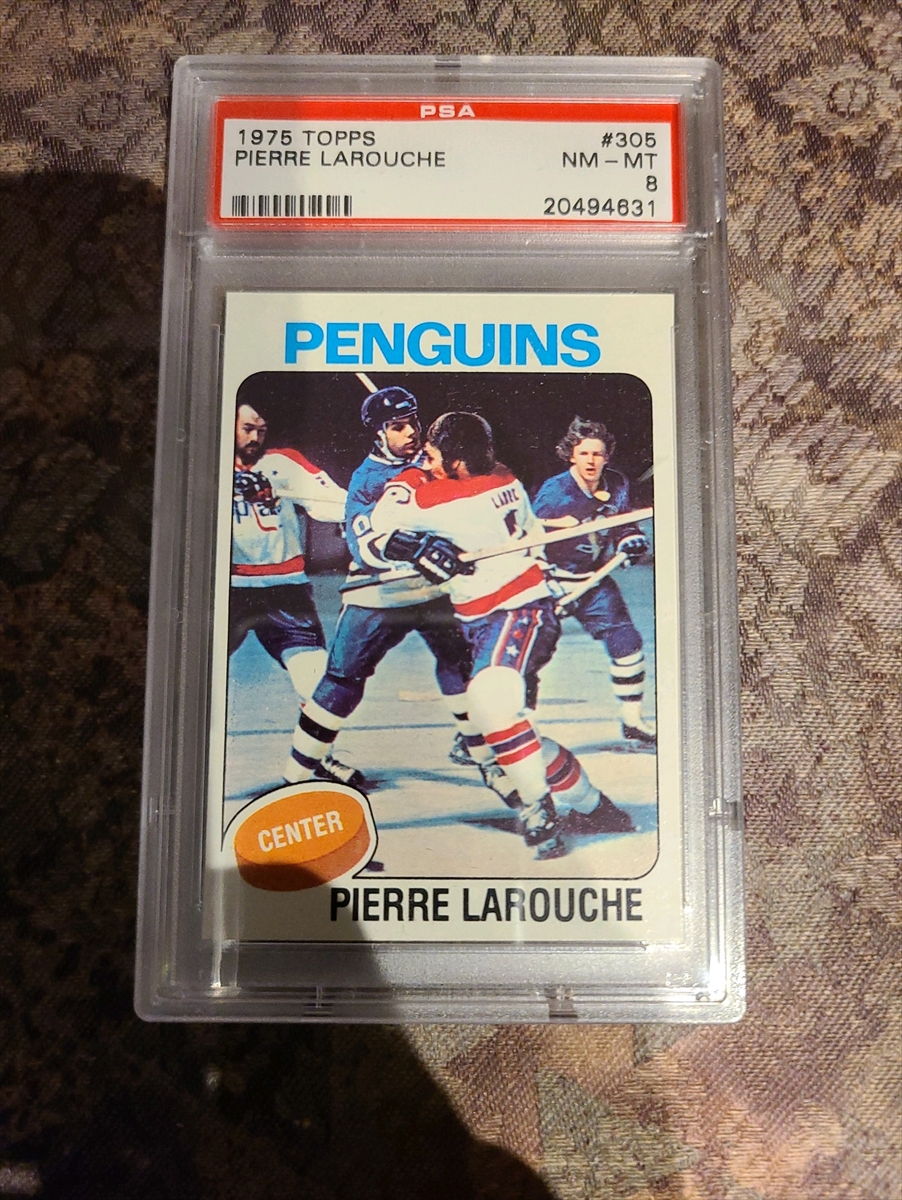 PSA
1975 TOPPS #305
PIERRE LAROUCHE NM - MT
8
20494631
PENGUINS
CENTER
PIERRE LAROUCHE